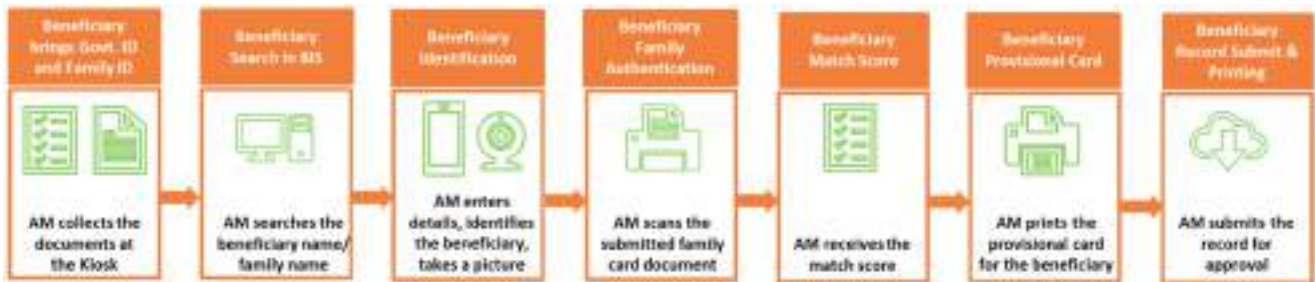 Beneficiary
brings Govt. ID
and Family ID
AM collects the
documents at
the Kiosk
Beneficiary
Search in BIS
AM searches the
beneficiary name/
family name
Beneficiary
Identification
AM enters
details, identifies
the beneficiary,
takes a picture
Beneficiary
Family
Authentication
AM scans the
submitted family
card document
Beneficiary
Match Score
AM receives the
match score
Beneficiary
Provisional Card
AM prints the
provisional card
for the beneficiary
Beneficiary
Record Submit &
Printing
AM submits the
record for
approval